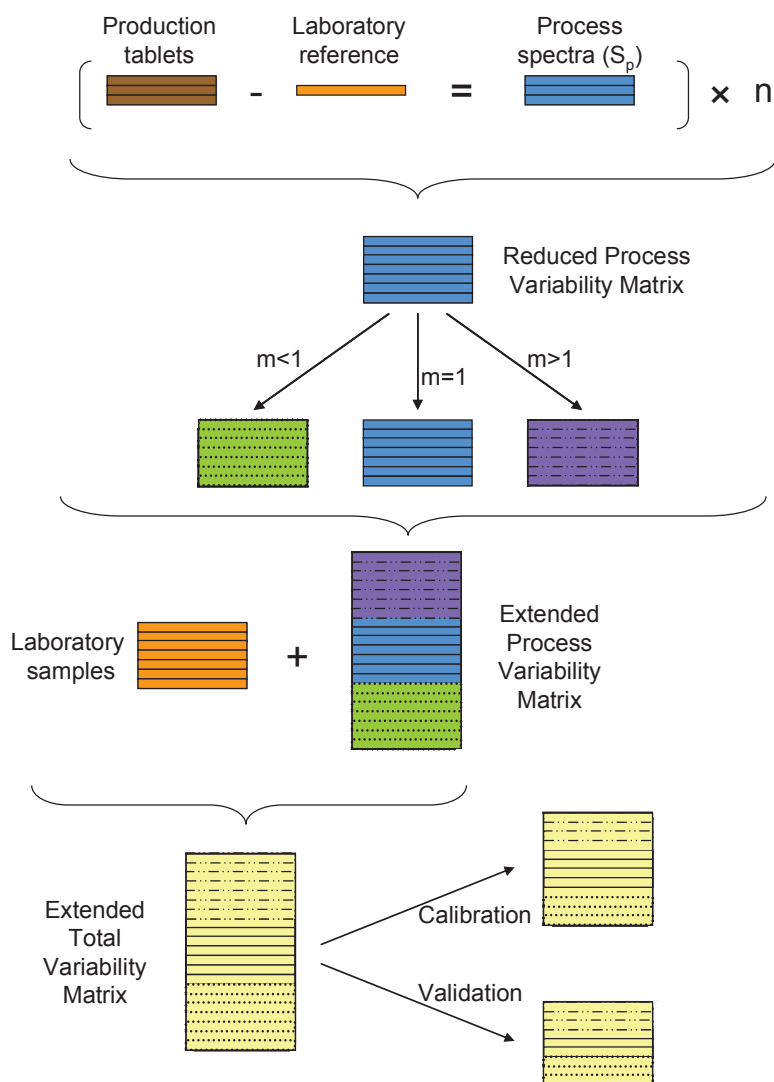 Production
tablets
Laboratory
reference
Process
spectra (Sp)
- = × n
Reduced Process
Variability Matrix
m<1
m=1
m>1
Laboratory
samples
+
Extended
Process
Variability
Matrix
Extended
Total
Variability
Matrix
Calibration
Validation